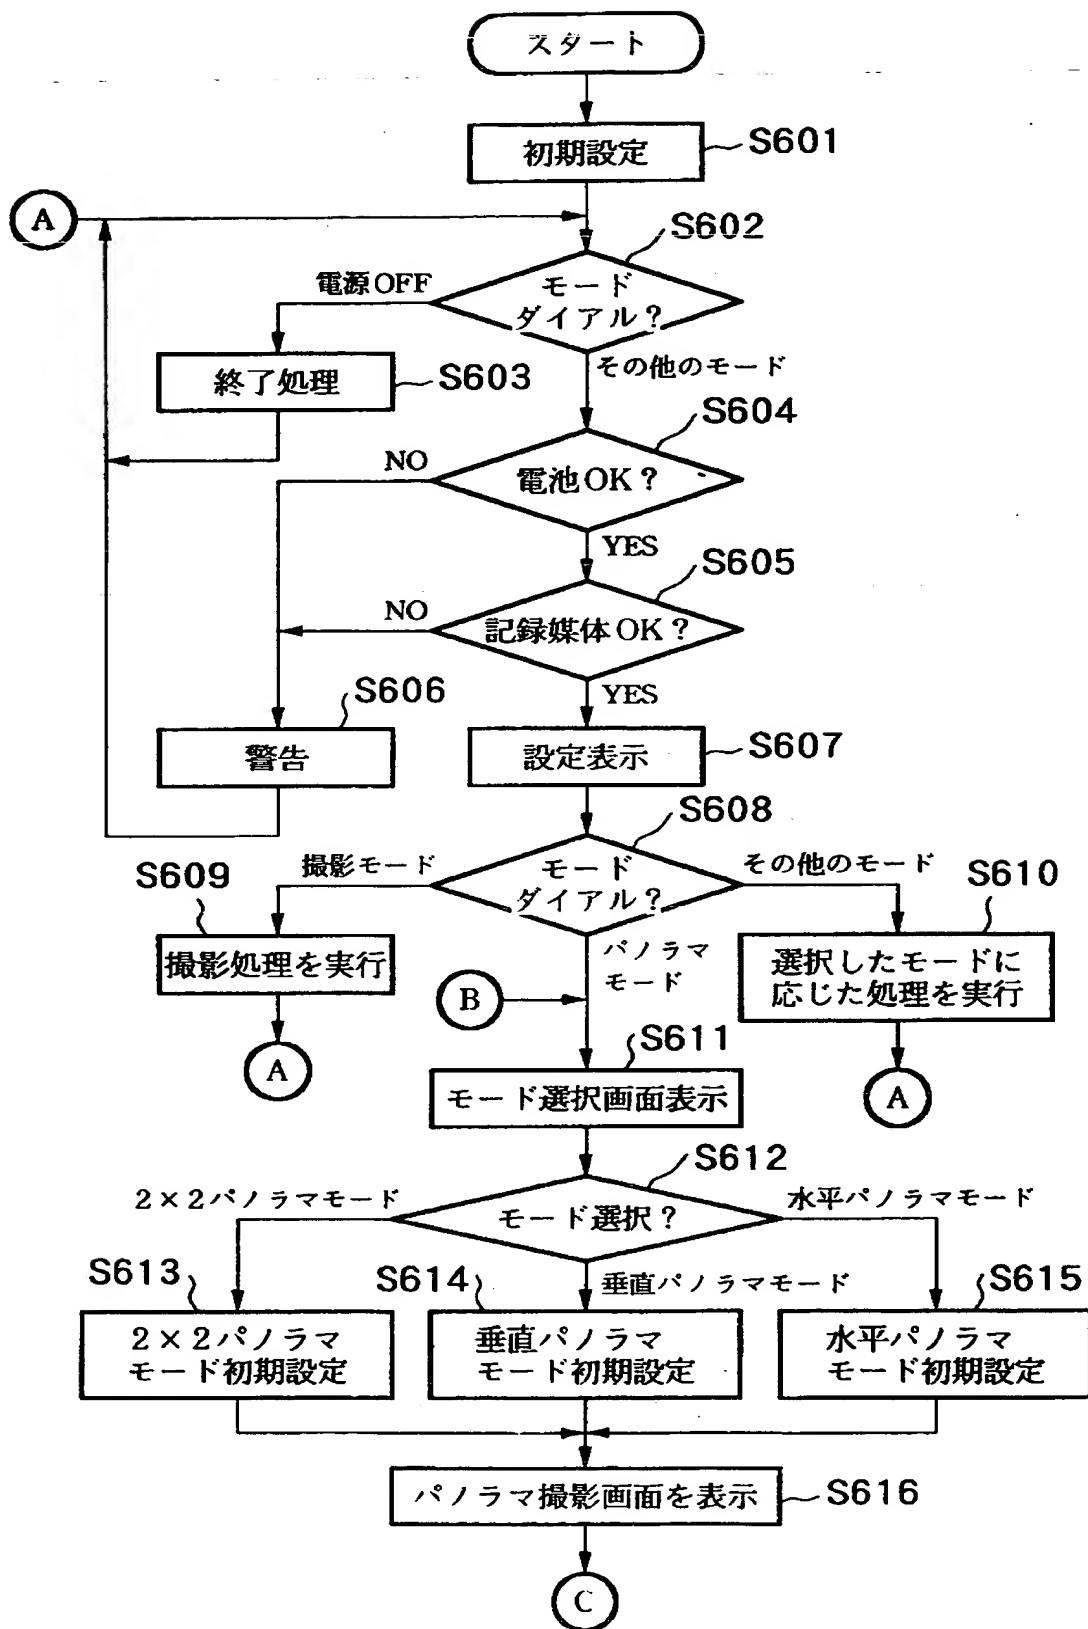 スタート
初期設定
S601
A
S602
電源OFF
モード
ダイアル?
終了処理
S603
その他のモード
S604
NO
電池OK?
YES
S605
NO
記録媒体OK?
YES
S606
警告
設定表示
S607
S608
撮影モード
モード
ダイアル?
その他のモード
S609
S610
撮影処理を実行
パノラマ
モード
選択したモードに
応じた処理を実行
B
A
S611
A
モード選択画面表示
S612
2×2パノラマモード
モード選択?
水平パノラマモード
S613
S614
垂直パノラマモード
S615
2×2パノラマ
モード初期設定
垂直パノラマ
モード初期設定
水平パノラマ
モード初期設定
パノラマ撮影画面を表示
S616
C